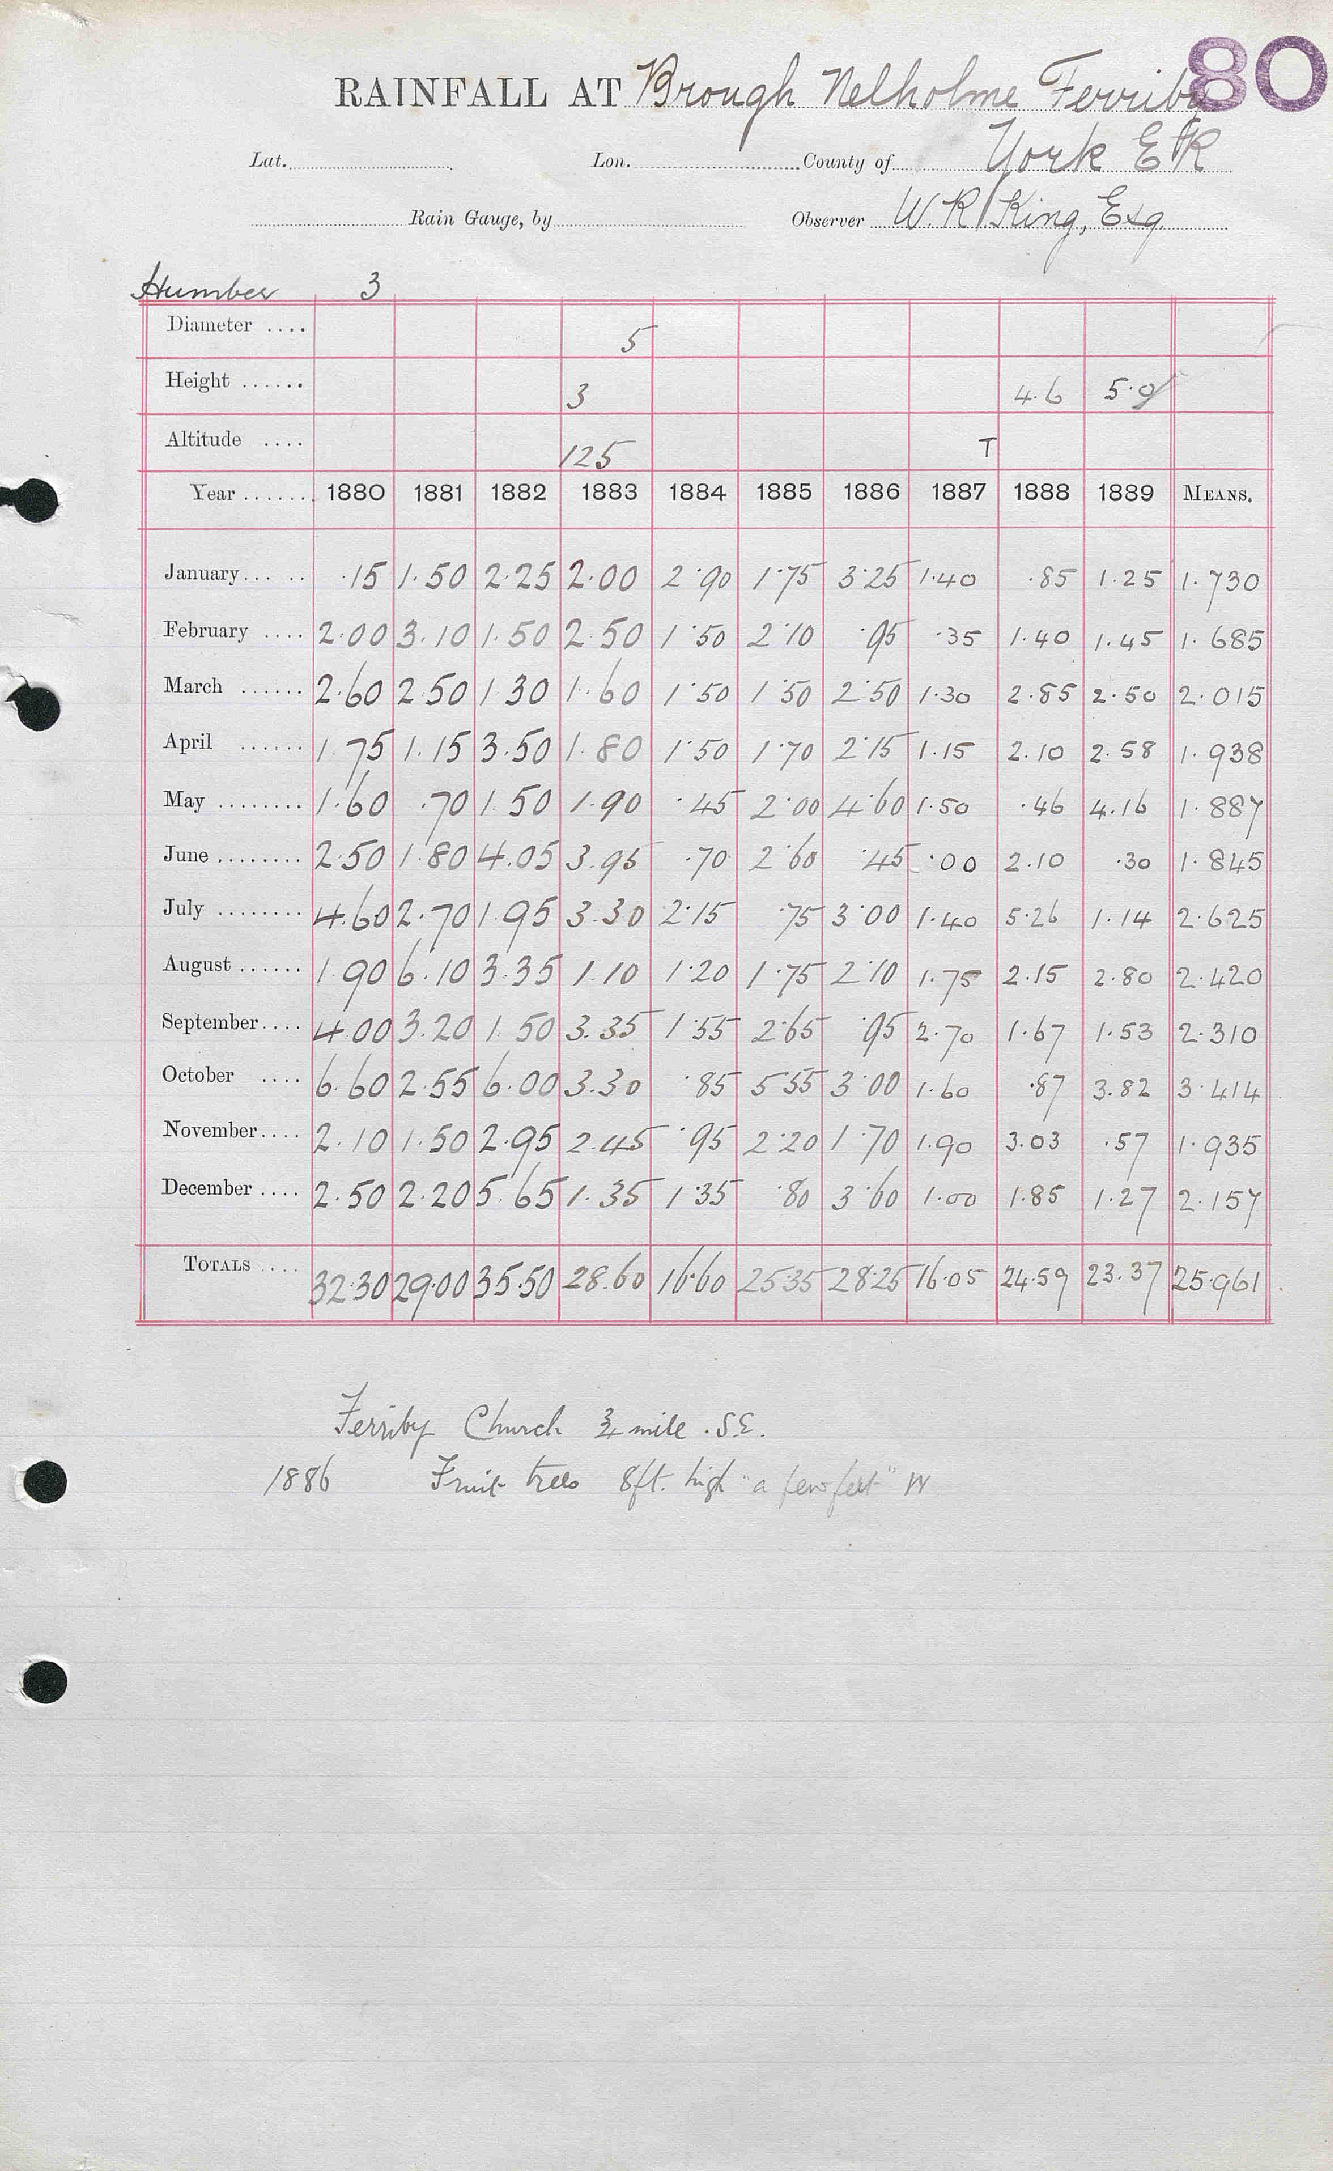 80
RAINFALL AT Brough Nelholme Ferriby
Lat. Lon. County of York E R
Rain Gauge, by Observer W. R. King, Esq
Humber 3
Diameter .... 5
Height ...... 3 4.6 5.0
Altitude .... 125 T
Year ....... 1880 1881 1882 1883 1884 1885 1886 1887 1888 1889 MEANS.
January... .. .15 1.50 2.25 2.00 2.90 1.75 3.25 1.40 .85 1.25 1.730
February .... 2.00 3.10 1.50 2.50 1.50 2.10 .95 .35 1.40 1.45 1.685
March ...... 2.60 2.50 1.30 1.60 1.50 1.50 2.50 1.30 2.85 2.50 2.015
April ...... 1.75 1.15 3.50 1.80 1.50 1.70 2.15 1.15 2.10 2.58 1.938
May ........ 1.60 .70 1.50 1.90 .45 2.00 4.60 1.50 .46 4.16 1.887
June ........ 2.50 1.80 4.05 3.95 .70 2.60 .45 .00 2.10 .30 1.845
July ........ 4.60 2.70 1.95 3.30 2.15 .75 3.00 1.40 5.26 1.14 2.625
August ...... 1.90 6.10 3.35 1.10 1.20 1.75 2.10 1.75 2.15 2.80 2.420
September.... 4.00 3.20 1.50 3.35 1.55 2.65 .95 2.70 1.67 1.53 2.310
October .... 6.60 2.55 6.00 3.30 .85 5.55 3.00 1.60 .87 3.82 3.414
November.... 2.10 1.50 2.95 2.45 .95 2.20 1.70 1.90 3.03 .57 1.935
December .... 2.50 2.20 5.65 1.35 1.35 .80 3.60 1.00 1.85 1.27 2.157
TOTALS .... 32.30 29.00 35.50 28.60 16.60 25.35 28.25 16.05 24.59 23.37 25.961
Ferriby Church ¾ mile . S.E.
1886 Fruit trees 8ft. high "a few feet" W